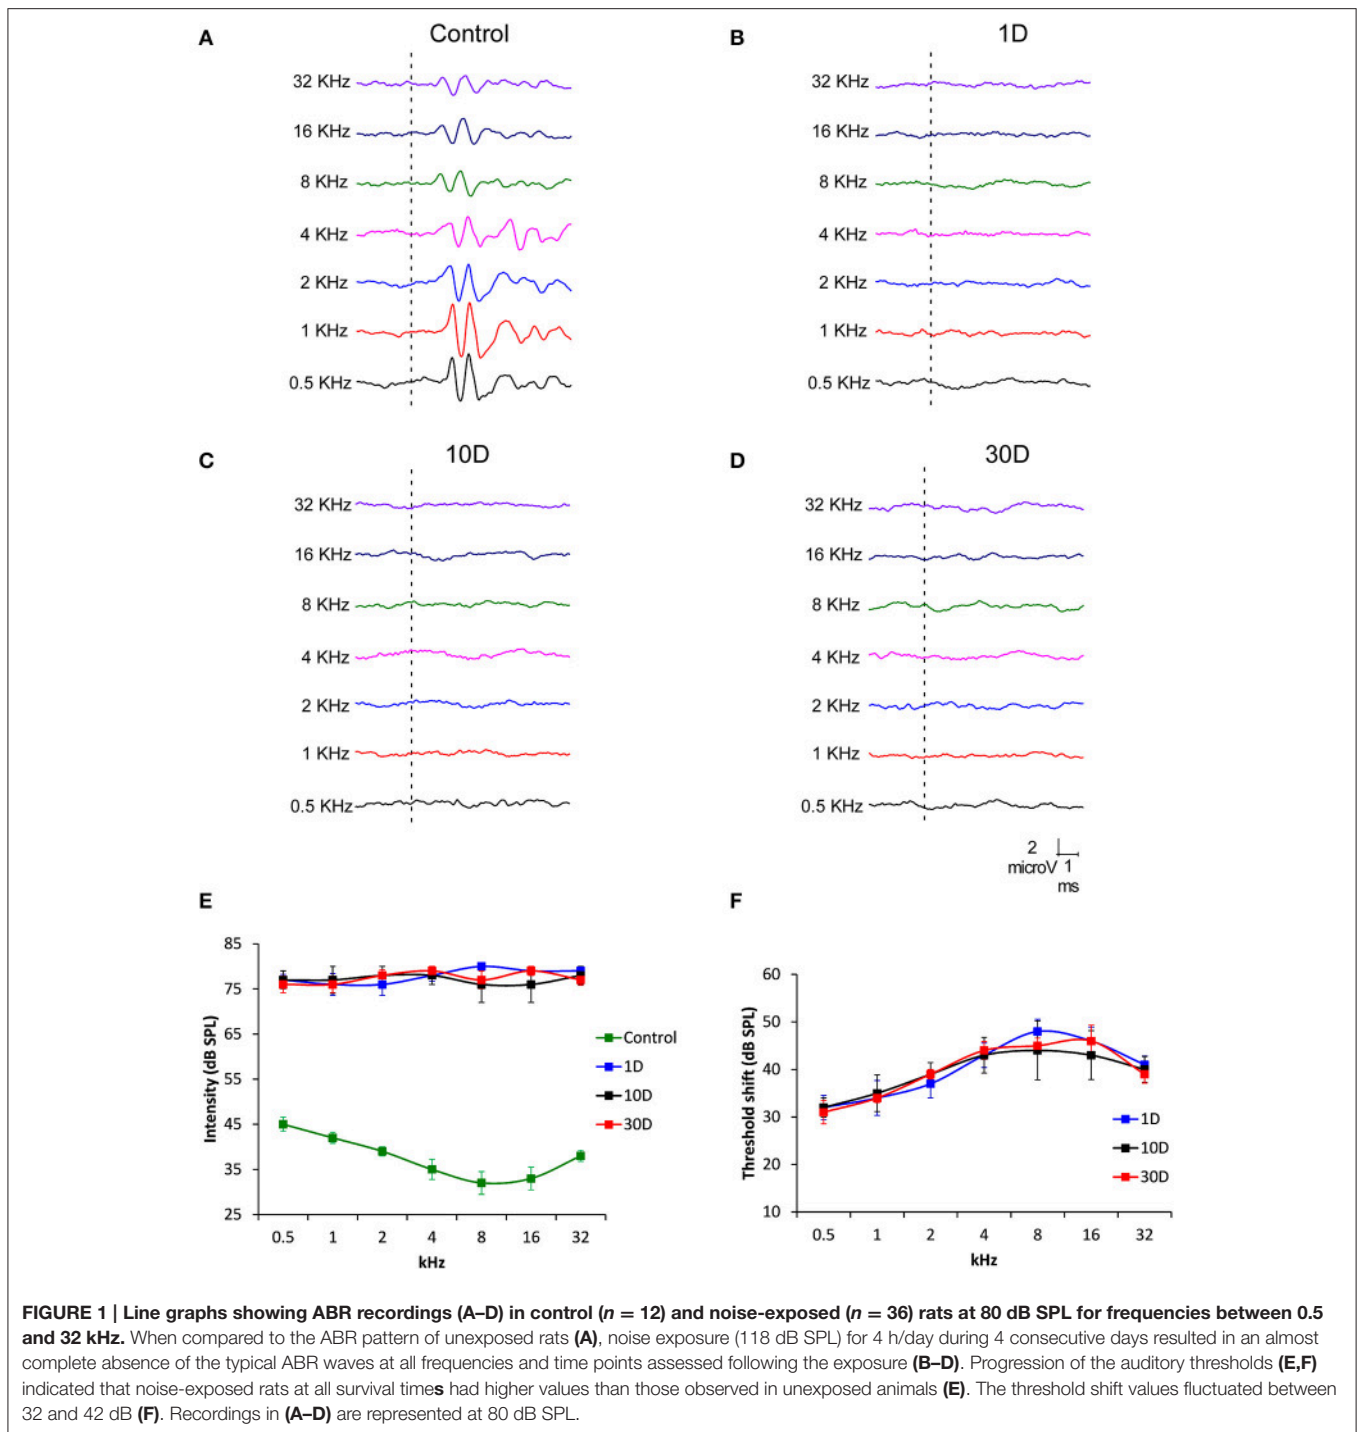 A Control
32 KHz
16 KHz
8 KHz
4 KHz
2 KHz
1 KHz
0.5 KHz
B 1D
32 KHz
16 KHz
8 KHz
4 KHz
2 KHz
1 KHz
0.5 KHz
C 10D
32 KHz
16 KHz
8 KHz
4 KHz
2 KHz
1 KHz
0.5 KHz
D 30D
32 KHz
16 KHz
8 KHz
4 KHz
2 KHz
1 KHz
0.5 KHz
2
microV 1
ms
E
85
75
65
55
45
35
25
Intensity (dB SPL)
0.5 1 2 4 8 16 32
kHz
Control
1D
10D
30D
F
60
50
40
30
20
10
Threshold shift (dB SPL)
0.5 1 2 4 8 16 32
kHz
1D
10D
30D
FIGURE 1 | Line graphs showing ABR recordings (A–D) in control (n = 12) and noise-exposed (n = 36) rats at 80 dB SPL for frequencies between 0.5
and 32 kHz. When compared to the ABR pattern of unexposed rats (A), noise exposure (118 dB SPL) for 4 h/day during 4 consecutive days resulted in an almost
complete absence of the typical ABR waves at all frequencies and time points assessed following the exposure (B–D). Progression of the auditory thresholds (E,F)
indicated that noise-exposed rats at all survival times had higher values than those observed in unexposed animals (E). The threshold shift values fluctuated between
32 and 42 dB (F). Recordings in (A–D) are represented at 80 dB SPL.